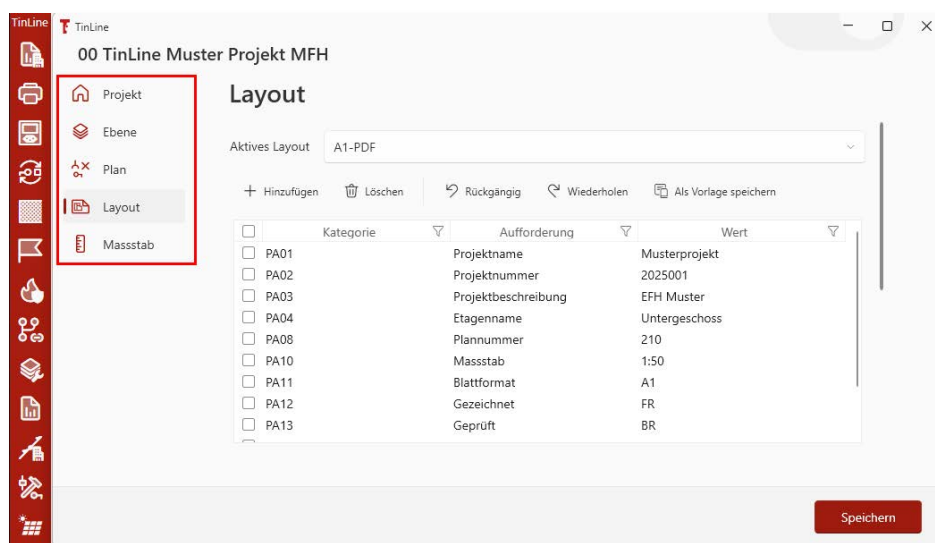 TinLine
TinLine
00 TinLine Muster Projekt MFH
Projekt
Ebene
Plan
Layout
Massstab
Layout
Aktives Layout A1-PDF
Hinzufügen Löschen Rückgängig Wiederholen Als Vorlage speichern
Kategorie Aufforderung Wert
PA01 Projektname Musterprojekt
PA02 Projektnummer 2025001
PA03 Projektbeschreibung EFH Muster
PA04 Etagenname Untergeschoss
PA08 Plannummer 210
PA10 Massstab 1:50
PA11 Blattformat A1
PA12 Gezeichnet FR
PA13 Geprüft BR
Speichern